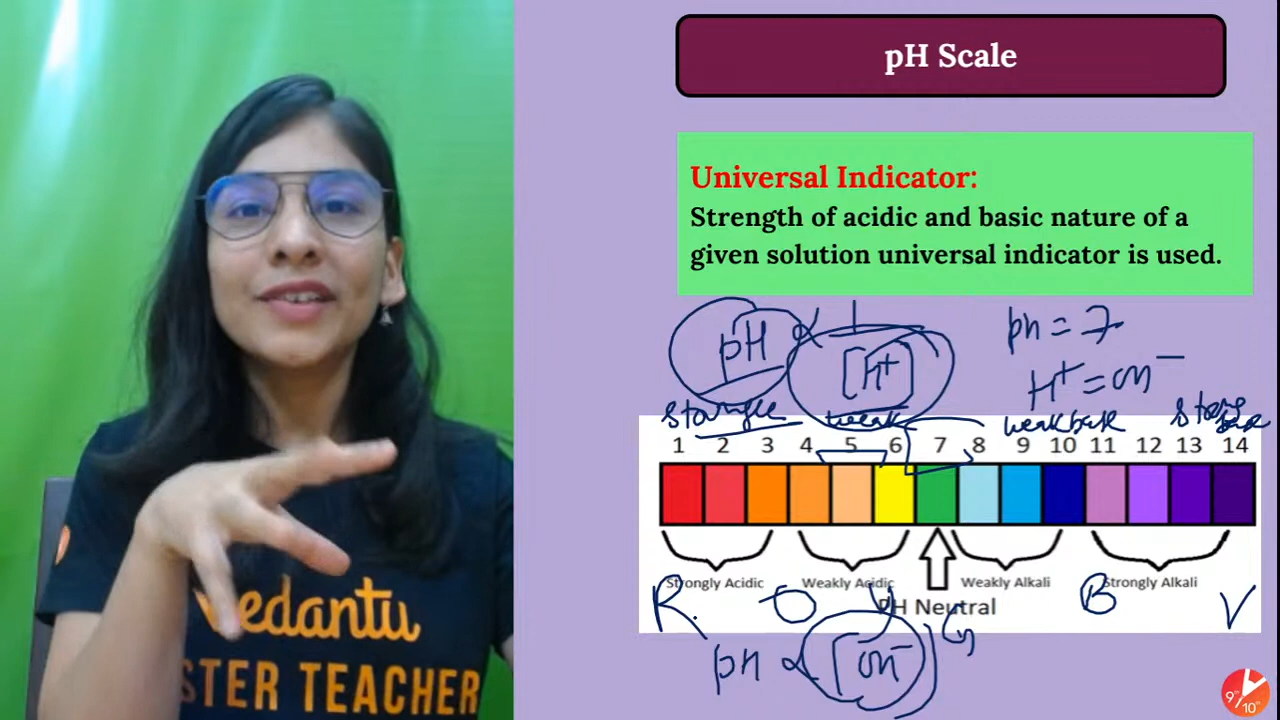 pH Scale
Universal Indicator:
Strength of acidic and basic nature of a
given solution universal indicator is used.
pH ∝ 1
[H+]
pH = 7
H+ = OH−
weak
weak base
1 2 3 4 5 6 7 8 9 10 11 12 13 14
Strongly Acidic Weakly Acidic Weakly Alkali Strongly Alkali
PH Neutral
R O Y G B V
pH ∝ [OH−]
Vedantu
MASTER TEACHER
9th/10th